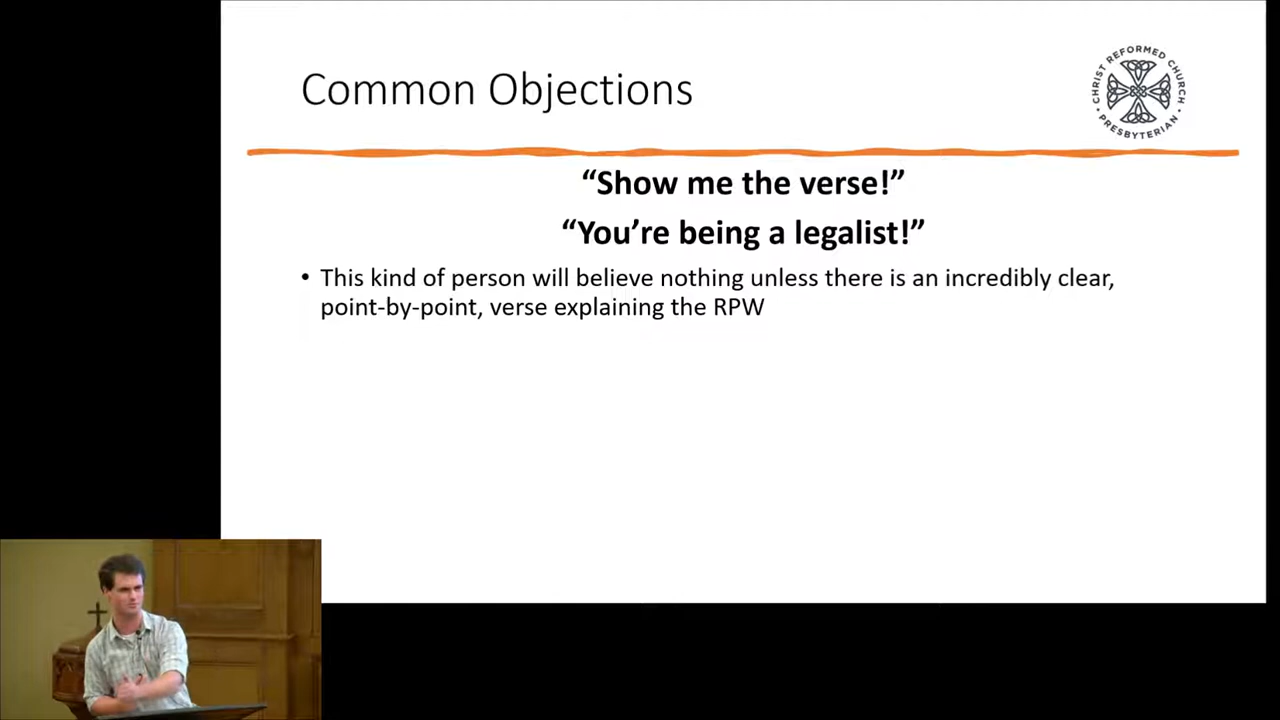 Common Objections
CHRIST REFORMED CHURCH
• PRESBYTERIAN •
“Show me the verse!”
“You’re being a legalist!”
• This kind of person will believe nothing unless there is an incredibly clear,
point-by-point, verse explaining the RPW